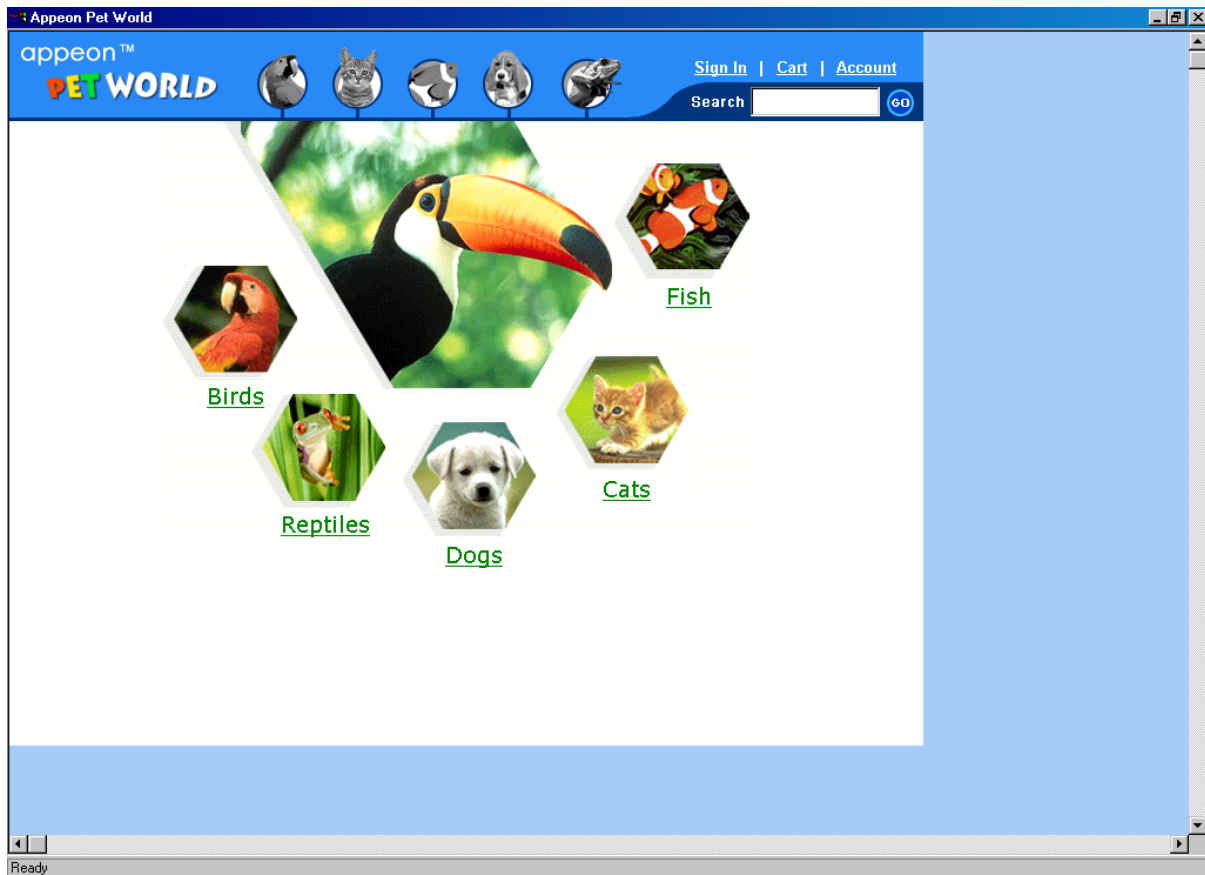 Appeon Pet World
appeon™
PET WORLD
Sign In | Cart | Account
Search
GO
Fish
Birds
Cats
Reptiles
Dogs
Ready